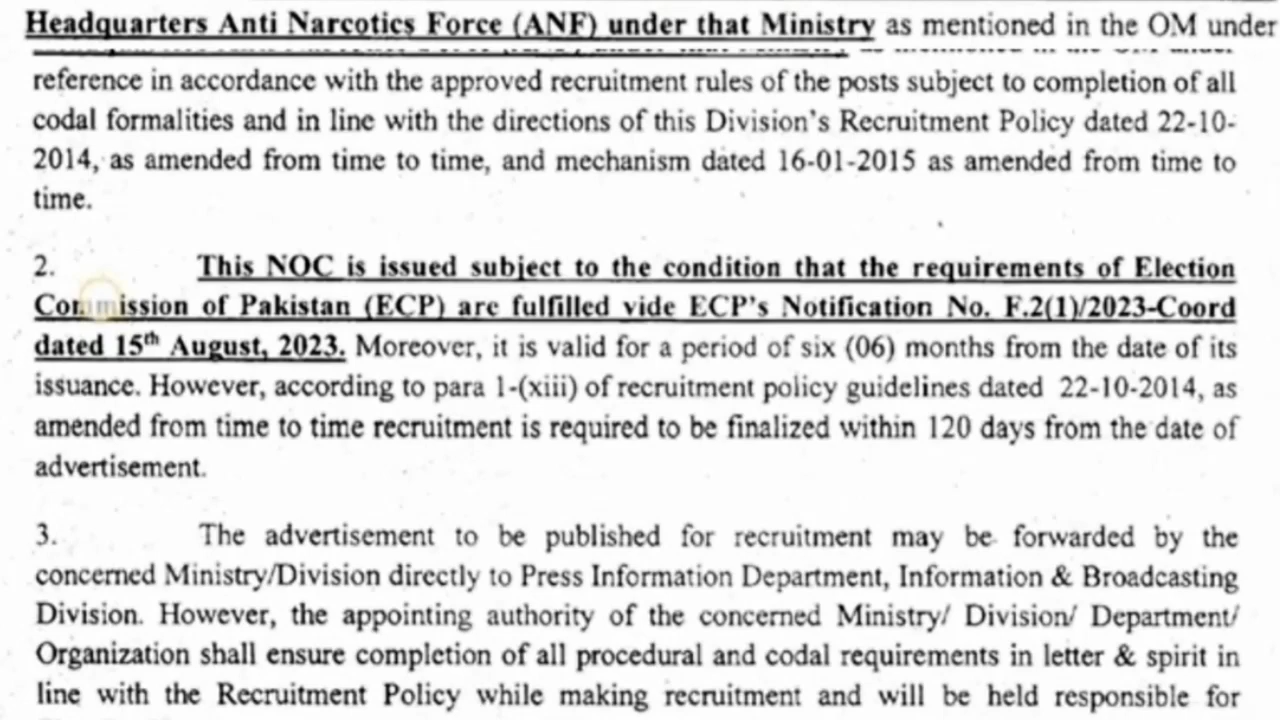 Headquarters Anti Narcotics Force (ANF) under that Ministry as mentioned in the OM under
reference in accordance with the approved recruitment rules of the posts subject to completion of all
codal formalities and in line with the directions of this Division's Recruitment Policy dated 22-10-
2014, as amended from time to time, and mechanism dated 16-01-2015 as amended from time to
time.
2. This NOC is issued subject to the condition that the requirements of Election
Commission of Pakistan (ECP) are fulfilled vide ECP's Notification No. F.2(1)/2023-Coord
dated 15th August, 2023. Moreover, it is valid for a period of six (06) months from the date of its
issuance. However, according to para 1-(xiii) of recruitment policy guidelines dated 22-10-2014, as
amended from time to time recruitment is required to be finalized within 120 days from the date of
advertisement.
3. The advertisement to be published for recruitment may be forwarded by the
concerned Ministry/Division directly to Press Information Department, Information & Broadcasting
Division. However, the appointing authority of the concerned Ministry/ Division/ Department/
Organization shall ensure completion of all procedural and codal requirements in letter & spirit in
line with the Recruitment Policy while making recruitment and will be held responsible for